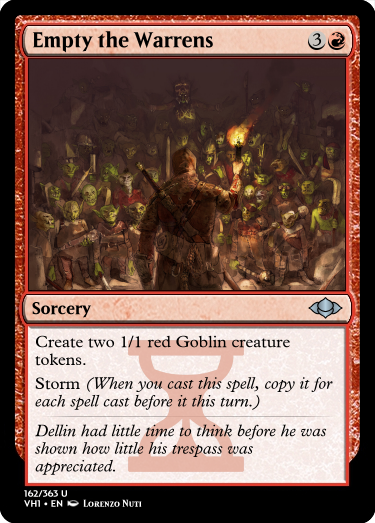 Empty the Warrens 3
Sorcery
Create two 1/1 red Goblin creature
tokens.
Storm (When you cast this spell, copy it for
each spell cast before it this turn.)
Dellin had little time to think before he was
shown how little his trespass was
appreciated.
162/363 U
VH1 • EN Lorenzo Nuti